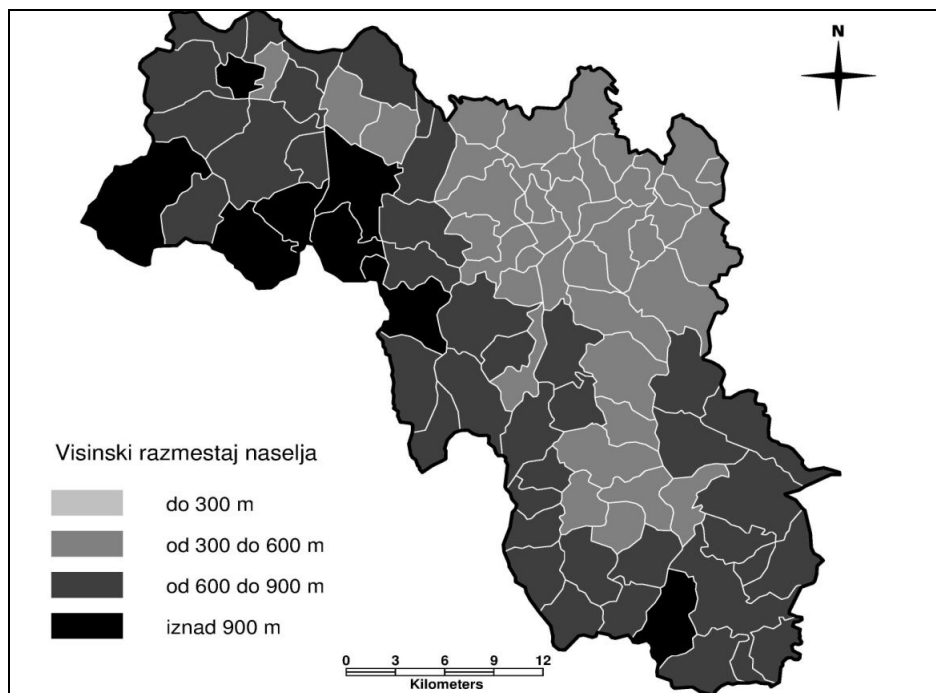 N
Visinski razmestaj naselja
do 300 m
od 300 do 600 m
od 600 do 900 m
iznad 900 m
0 3 6 9 12
Kilometers